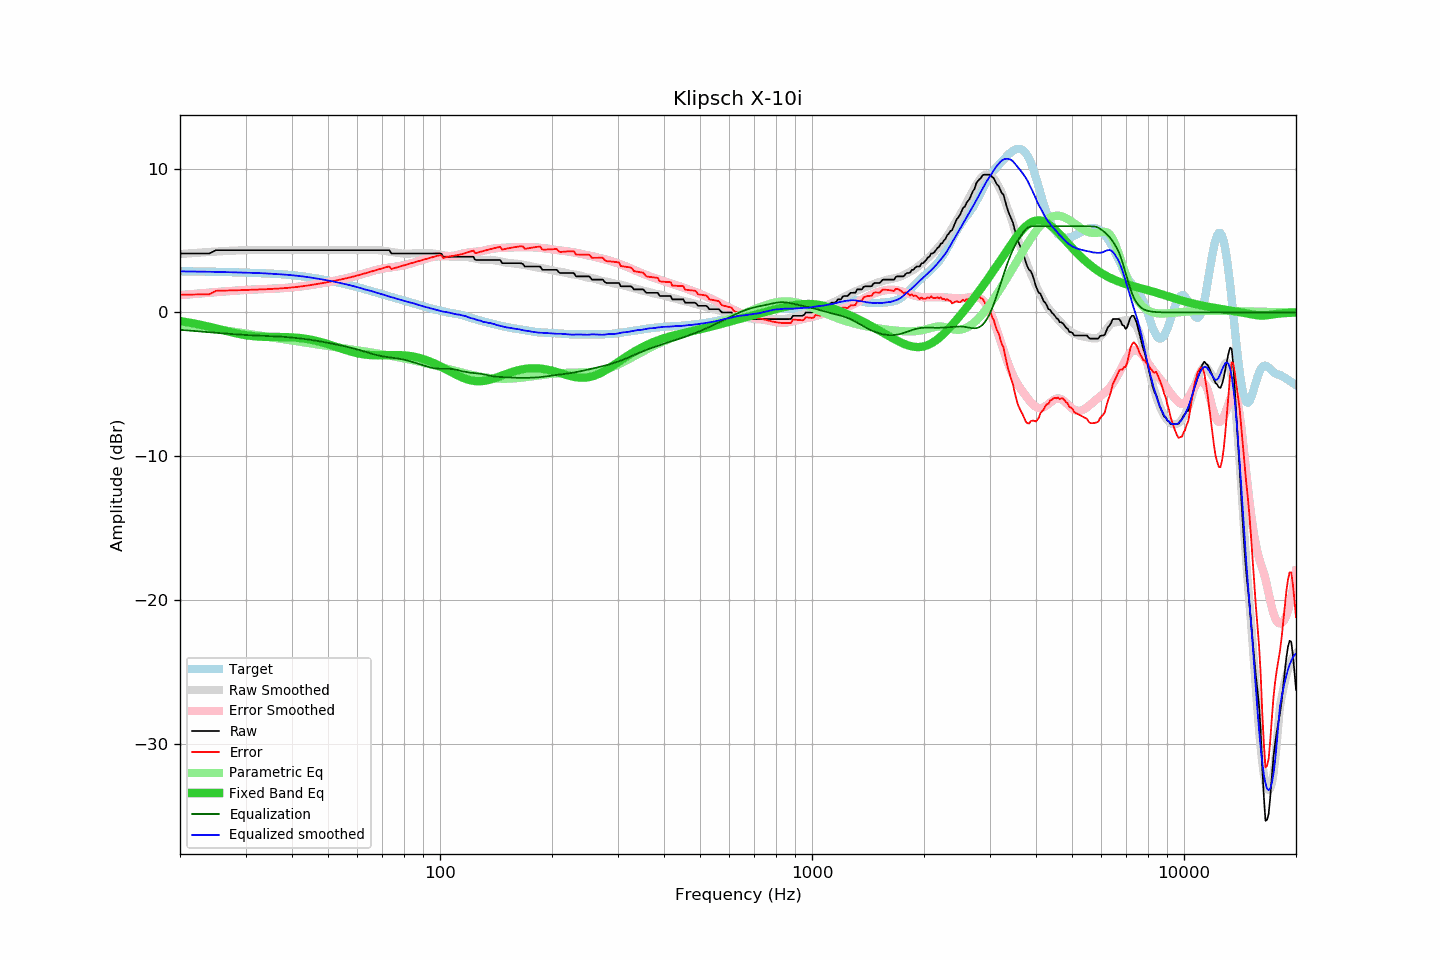 Klipsch X-10i
10
0
−10
−20
−30
Amplitude (dBr)
Target
Raw Smoothed
Error Smoothed
Raw
Error
Parametric Eq
Fixed Band Eq
Equalization
Equalized smoothed
100
1000
10000
Frequency (Hz)